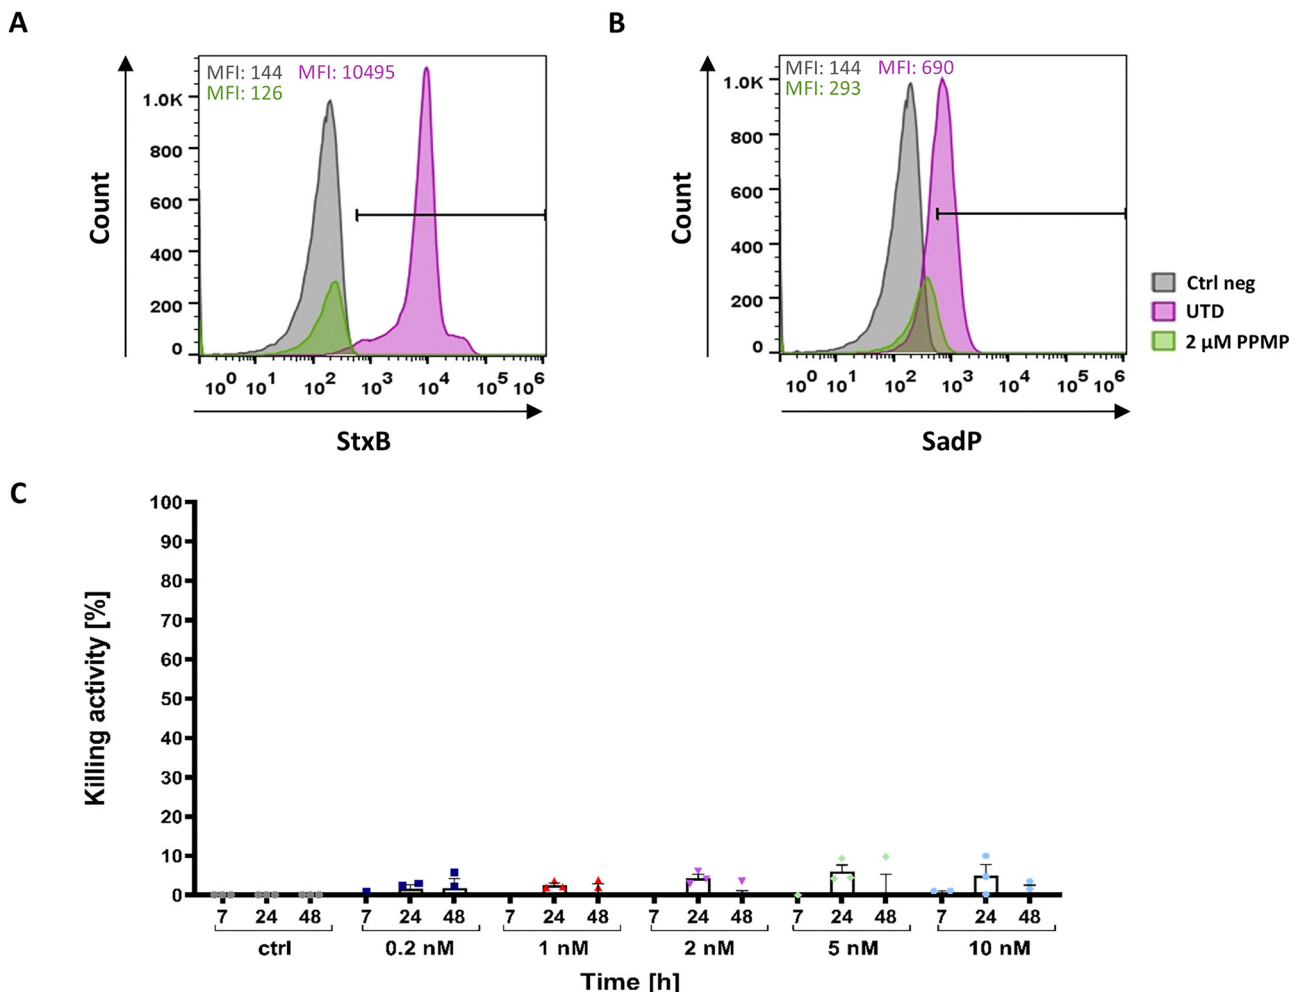 A
B
MFI: 144 MFI: 10495
MFI: 126
1.0K
800
600
400
200
0
Count
10^0 10^1 10^2 10^3 10^4 10^5 10^6
StxB
MFI: 144 MFI: 690
MFI: 293
1.0K
800
600
400
200
0
Count
10^0 10^1 10^2 10^3 10^4 10^5 10^6
SadP
Ctrl neg
UTD
2 µM PPMP
C
100
90
80
70
60
50
40
30
20
10
0
Killing activity [%]
7 24 48 7 24 48 7 24 48 7 24 48 7 24 48 7 24 48
ctrl 0.2 nM 1 nM 2 nM 5 nM 10 nM
Time [h]